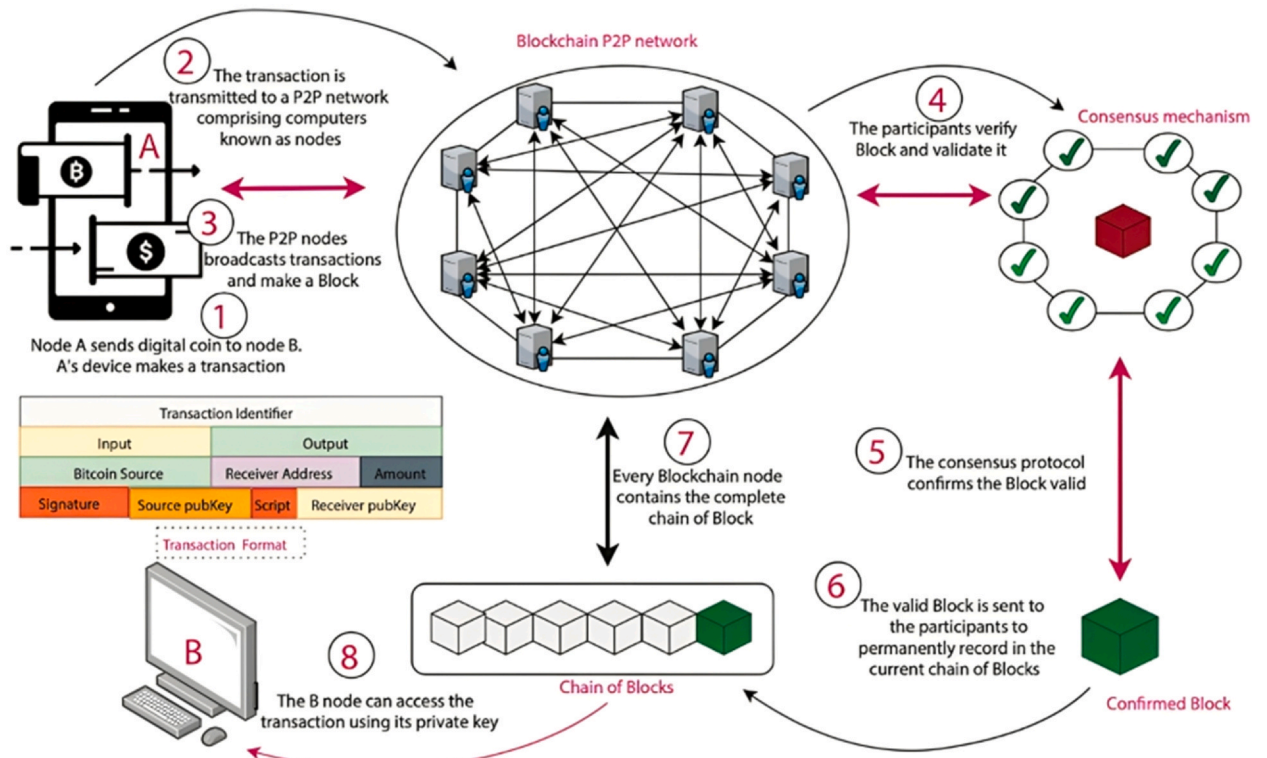 Blockchain P2P network
2
The transaction is
transmitted to a P2P network
comprising computers
known as nodes
A
₿
3
$
The P2P nodes
broadcasts transactions
and make a Block
1
Node A sends digital coin to node B.
A's device makes a transaction
4
The participants verify
Block and validate it
Consensus mechanism
Transaction Identifier
Input Output
Bitcoin Source Receiver Address Amount
Signature Source pubKey Script Receiver pubKey
Transaction Format
7
Every Blockchain node
contains the complete
chain of Block
5
The consensus protocol
confirms the Block valid
6
The valid Block is sent to
the participants to
permanently record in the
current chain of Blocks
Confirmed Block
Chain of Blocks
B
8
The B node can access the
transaction using its private key